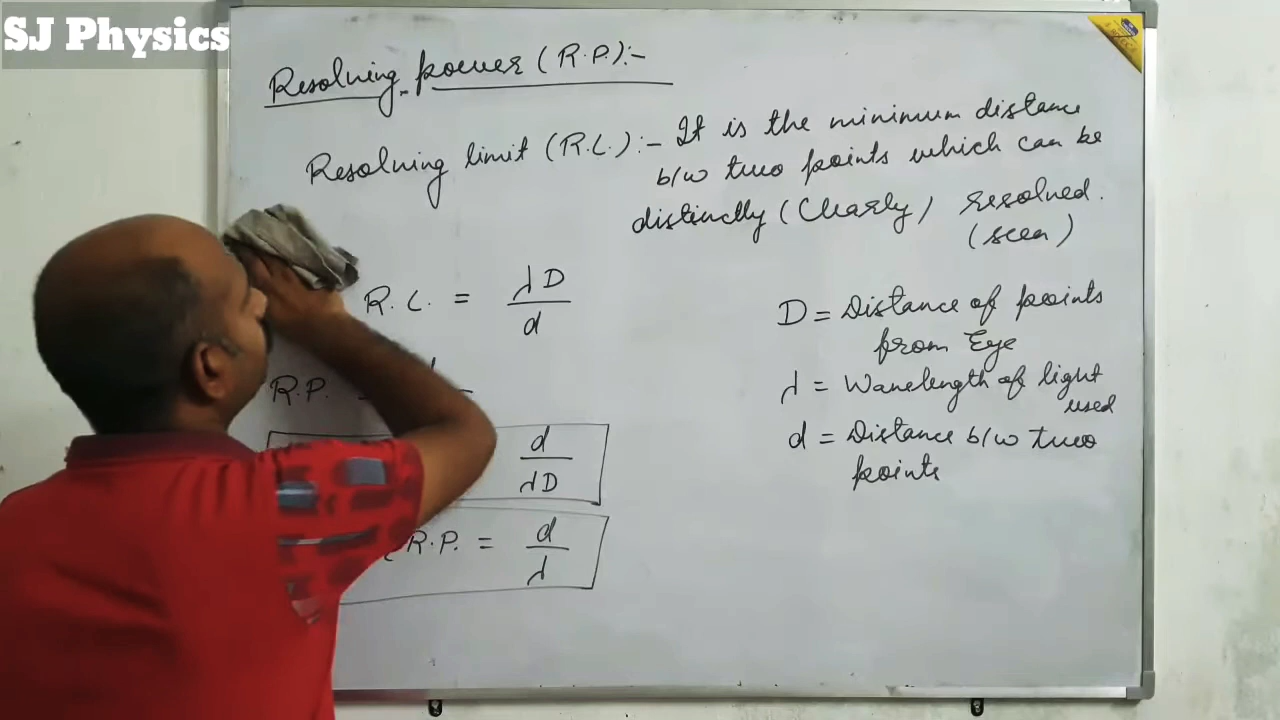 SJ Physics
Resolving power (R.P.):-
Resolving limit (R.L.):- It is the minimum distance
b/w two points which can be
distinctly (Clearly) resolved.
(seen)
R.L. = λD/d
D = Distance of points
from Eye
λ = Wavelength of light
used
R.P.
d = Distance b/w two
points
d/λD
R.P. = d/λ